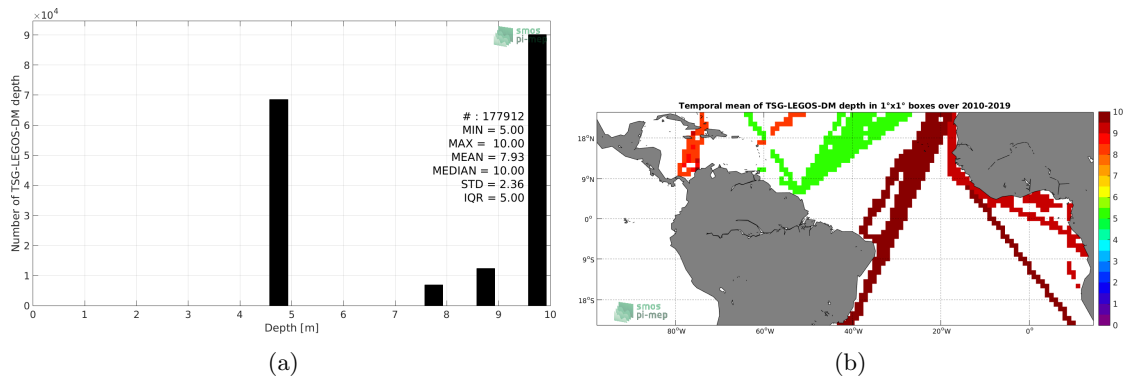 ×10⁴
9
8
7
6
5
4
3
2
1
0
Number of TSG-LEGOS-DM depth
smos
pi-mep
# : 177912
MIN = 5.00
MAX = 10.00
MEAN = 7.93
MEDIAN = 10.00
STD = 2.36
IQR = 5.00
0 1 2 3 4 5 6 7 8 9 10
Depth [m]
(a)
Temporal mean of TSG-LEGOS-DM depth in 1°x1° boxes over 2010-2019
18°N
9°N
0°
9°S
18°S
smos
pi-mep
80°W 60°W 40°W 20°W 0°
10
9
8
7
6
5
4
3
2
1
0
(b)